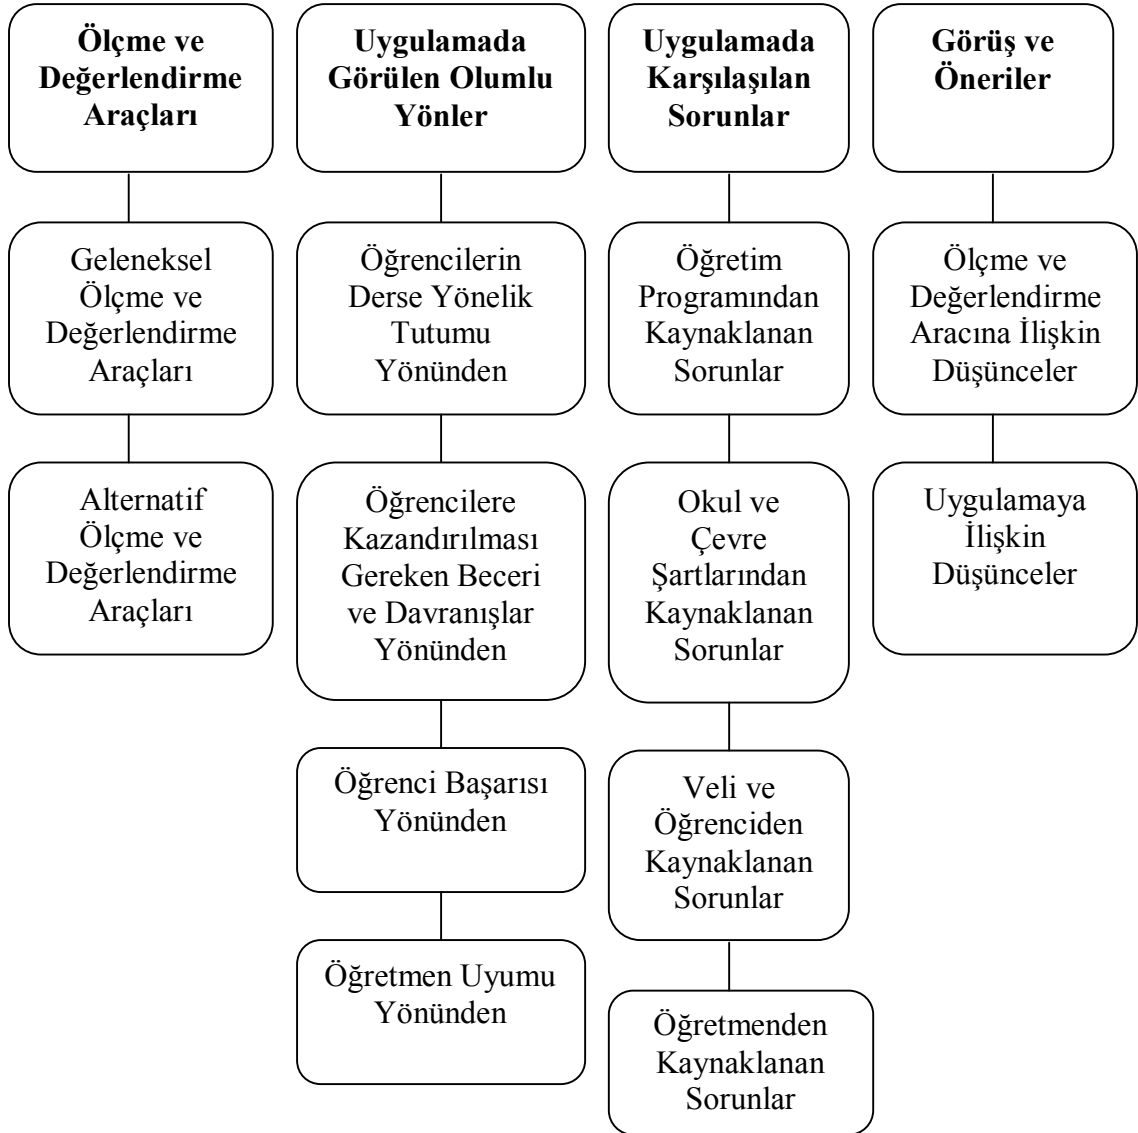 Ölçme ve
Değerlendirme
Araçları
Geleneksel
Ölçme ve
Değerlendirme
Araçları
Alternatif
Ölçme ve
Değerlendirme
Araçları
Uygulamada
Görülen Olumlu
Yönler
Öğrencilerin
Derse Yönelik
Tutumu
Yönünden
Öğrencilere
Kazandırılması
Gereken Beceri
ve Davranışlar
Yönünden
Öğrenci Başarısı
Yönünden
Öğretmen Uyumu
Yönünden
Uygulamada
Karşılaşılan
Sorunlar
Öğretim
Programından
Kaynaklanan
Sorunlar
Okul ve
Çevre
Şartlarından
Kaynaklanan
Sorunlar
Veli ve
Öğrenciden
Kaynaklanan
Sorunlar
Öğretmenden
Kaynaklanan
Sorunlar
Görüş ve
Öneriler
Ölçme ve
Değerlendirme
Aracına İlişkin
Düşünceler
Uygulamaya
İlişkin
Düşünceler